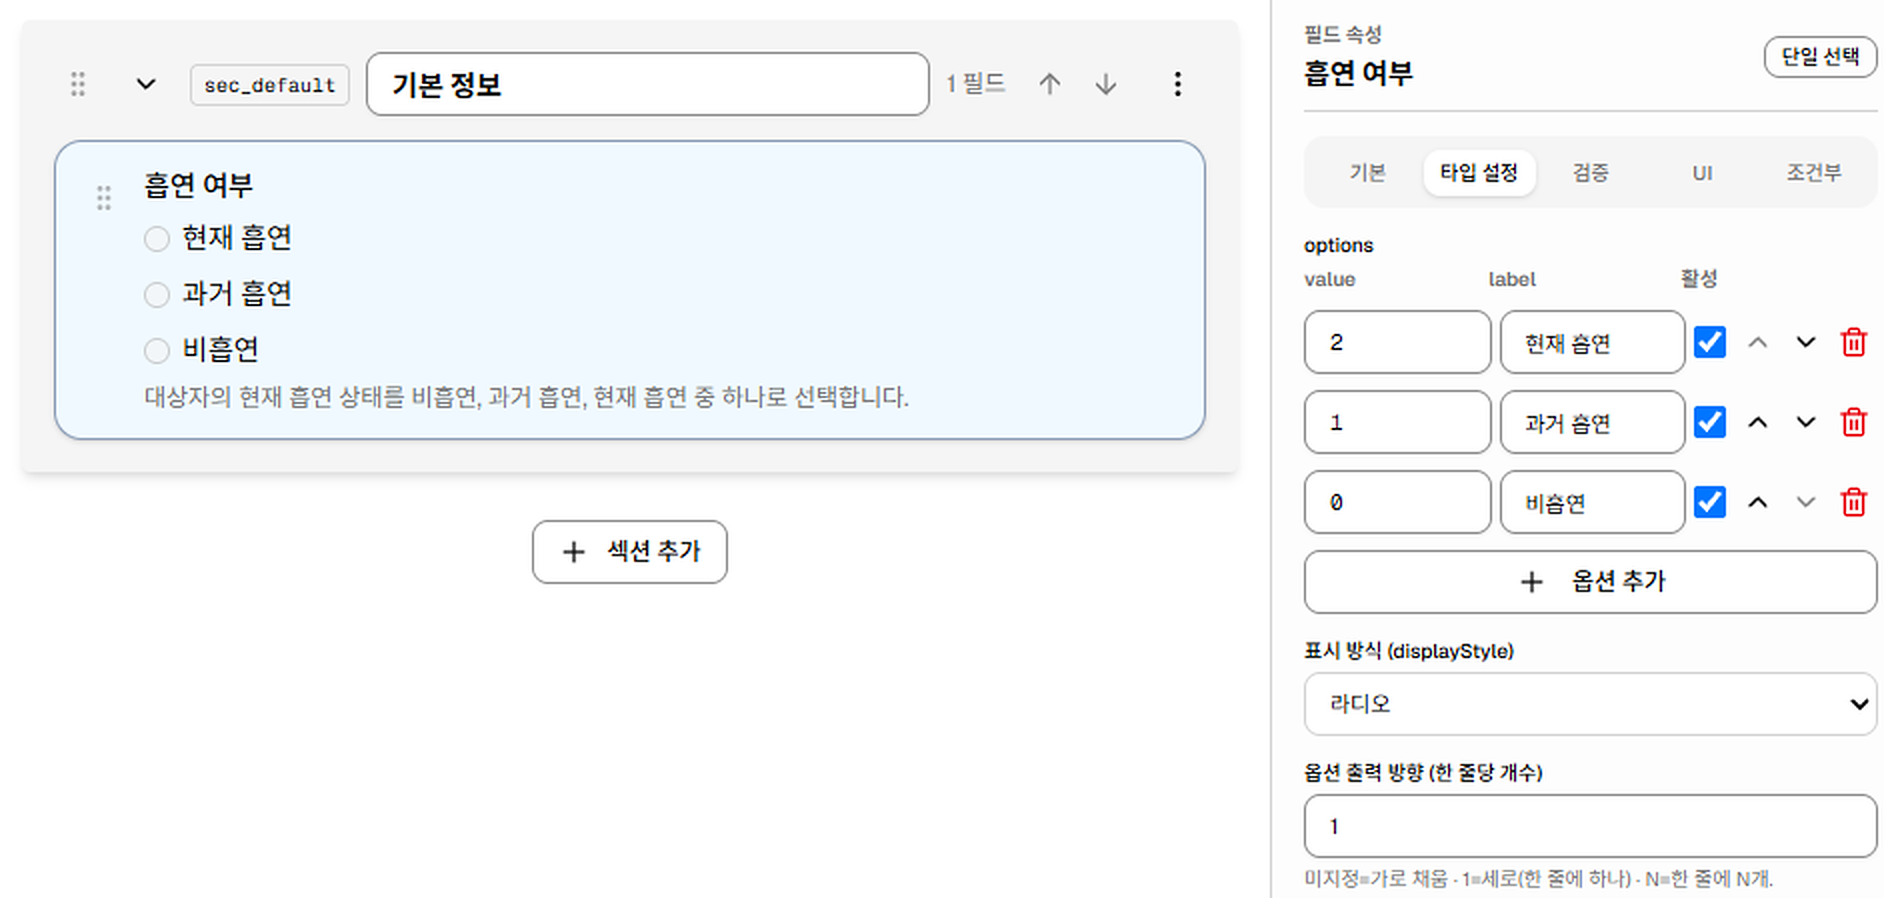 sec_default
기본 정보
1 필드
흡연 여부
현재 흡연
과거 흡연
비흡연
대상자의 현재 흡연 상태를 비흡연, 과거 흡연, 현재 흡연 중 하나로 선택합니다.
섹션 추가
필드 속성
흡연 여부
단일 선택
기본 타입 설정 검증 UI 조건부
options
value label 활성
2 현재 흡연
1 과거 흡연
0 비흡연
옵션 추가
표시 방식 (displayStyle)
라디오
옵션 출력 방향 (한 줄당 개수)
1
미지정=가로 채움 · 1=세로(한 줄에 하나) · N=한 줄에 N개.